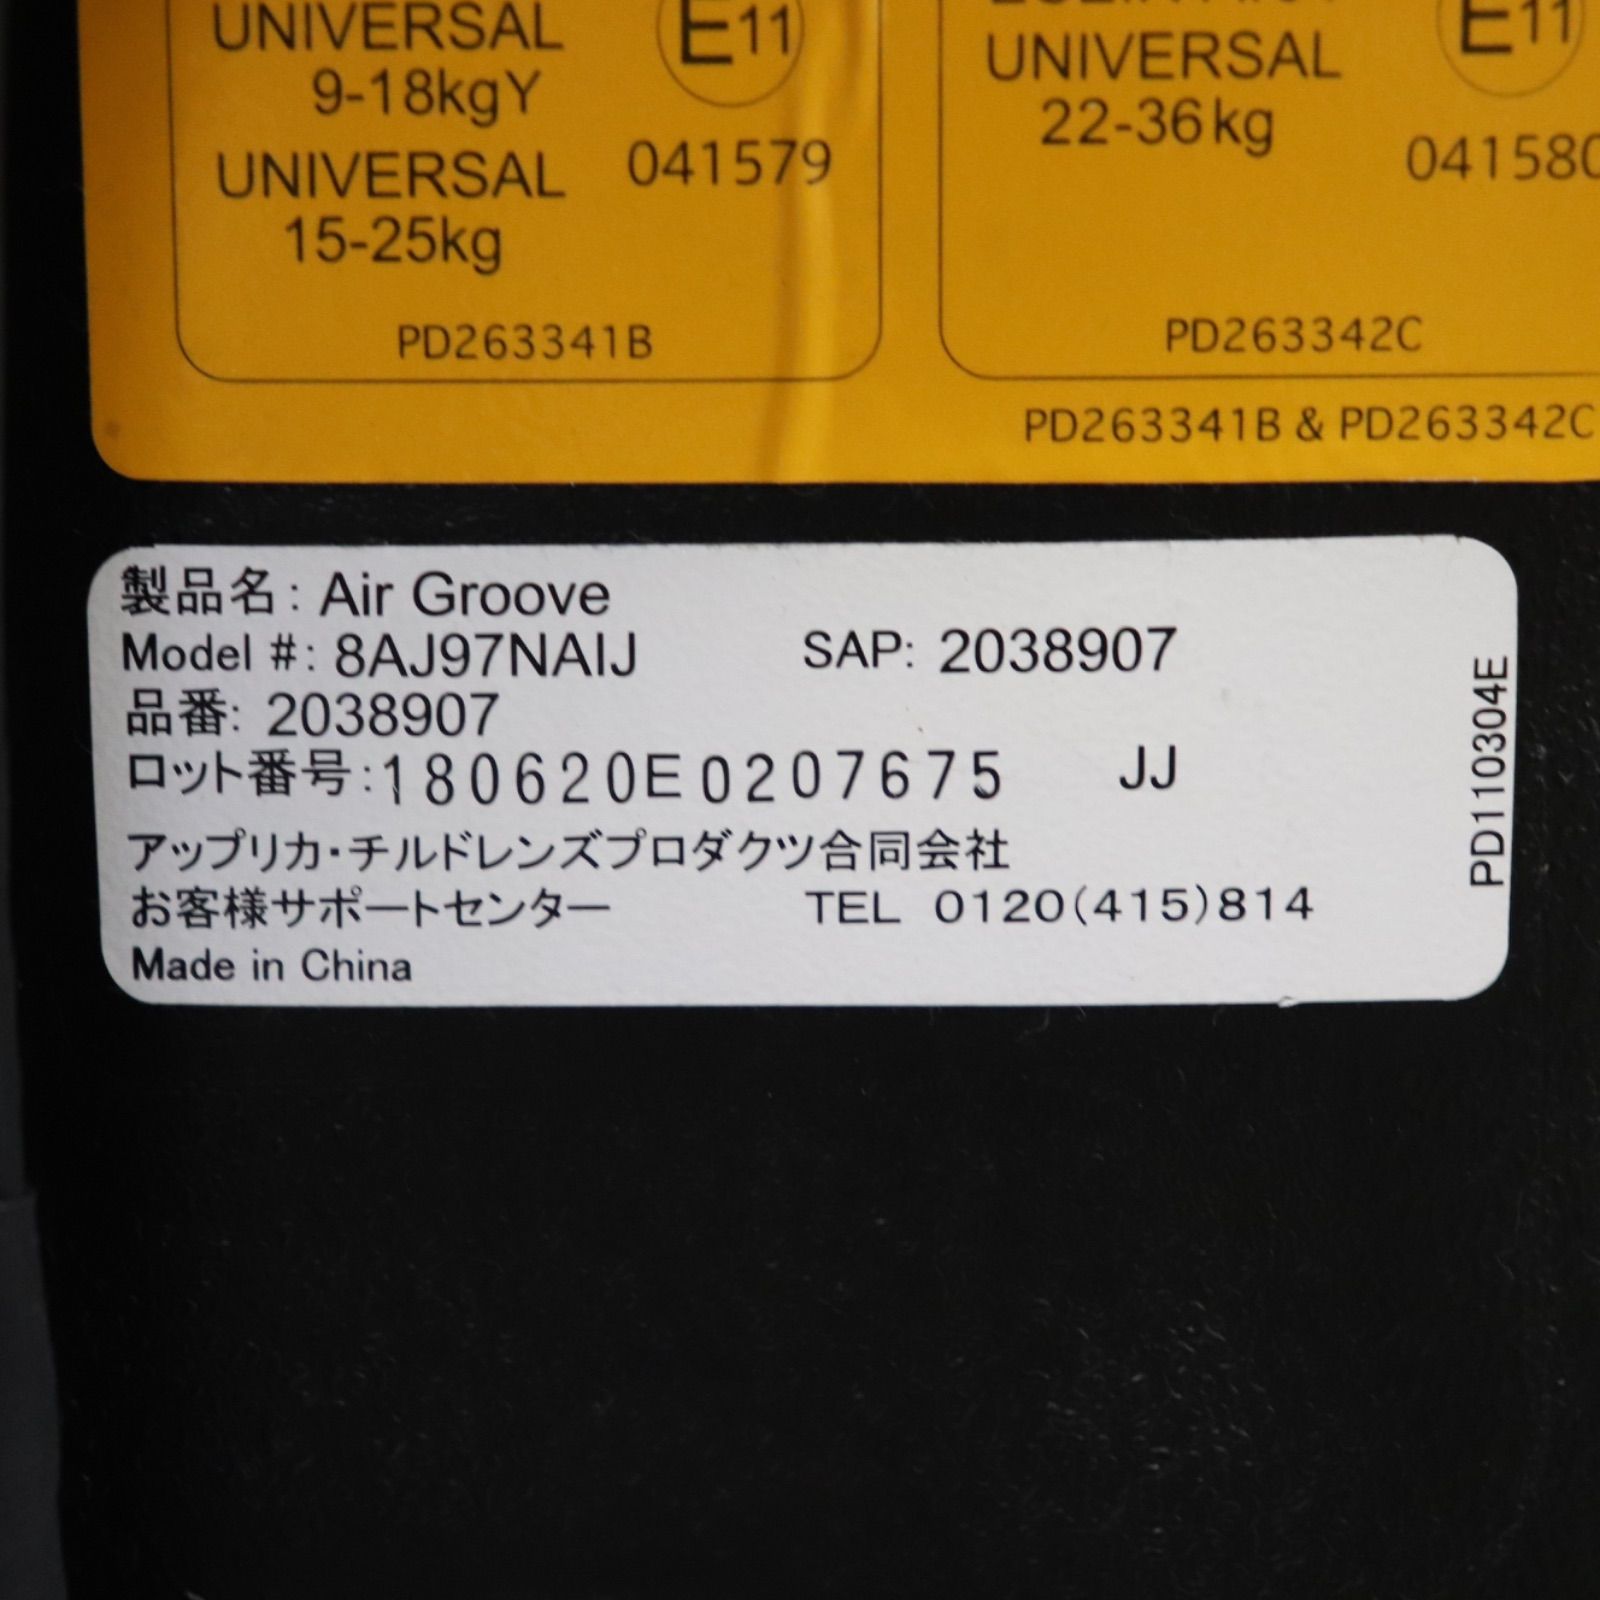 UNIVERSAL
9-18kgY
UNIVERSAL
15-25kg
E11
041579
PD263341B
UNIVERSAL
22-36kg
E11
041580
PD263342C
PD263341B & PD263342C
製品名: Air Groove
Model #: 8AJ97NAIJ SAP: 2038907
品番: 2038907
ロット番号:180620E0207675 JJ
アップリカ・チルドレンズプロダクツ合同会社
お客様サポートセンター TEL 0120(415)814
Made in China
PD110304E